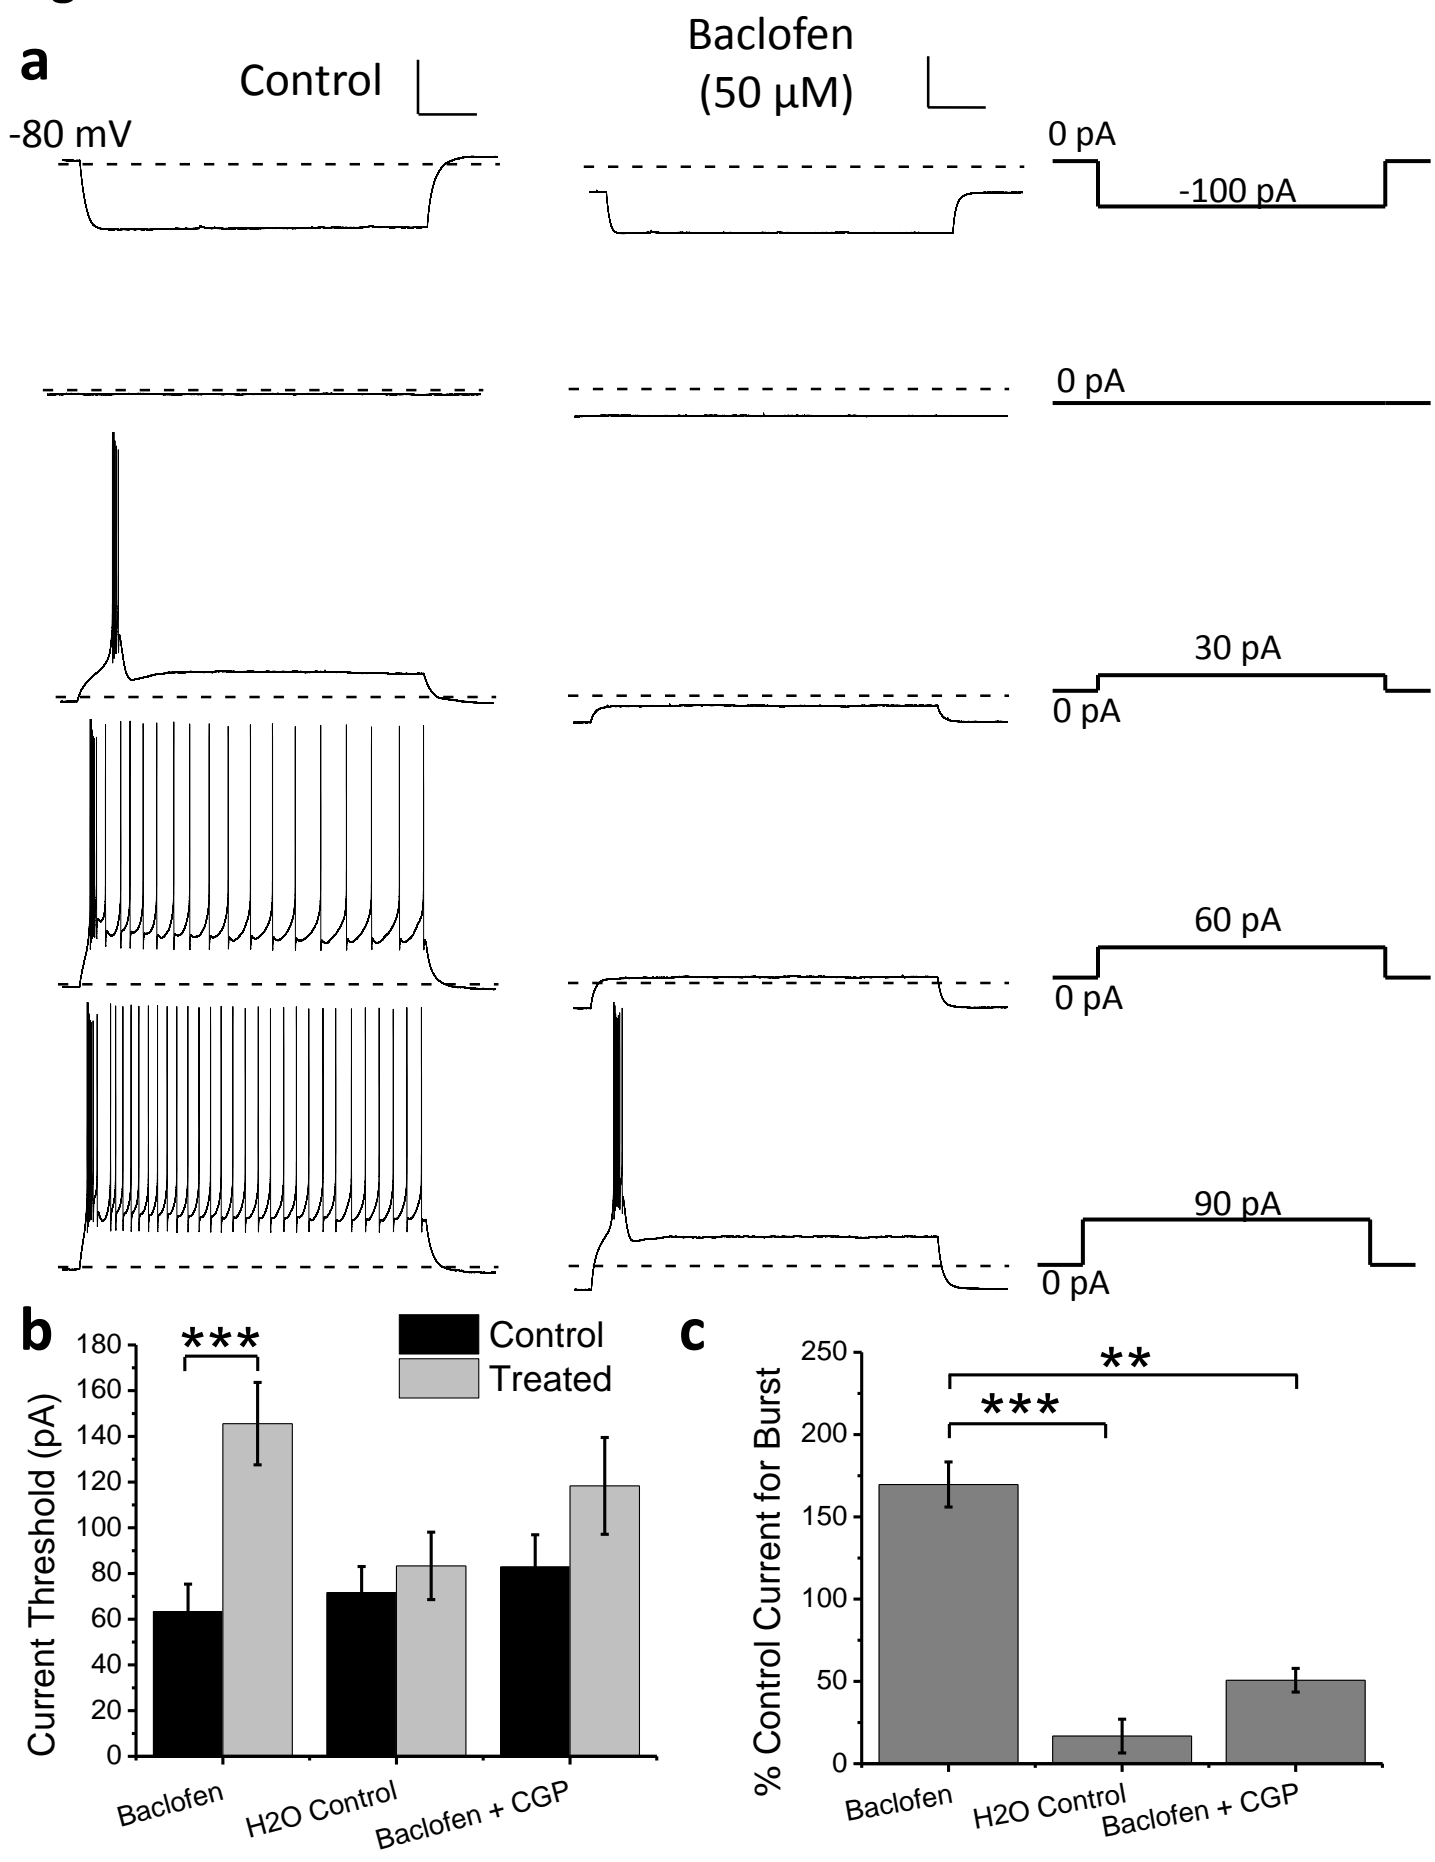 a
Control
Baclofen
(50 µM)
-80 mV
0 pA
-100 pA
0 pA
30 pA
0 pA
60 pA
0 pA
90 pA
0 pA
b
***
Control
Treated
Current Threshold (pA)
180
160
140
120
100
80
60
40
20
0
Baclofen
H2O Control
Baclofen + CGP
c
**
***
% Control Current for Burst
250
200
150
100
50
0
Baclofen
H2O Control
Baclofen + CGP